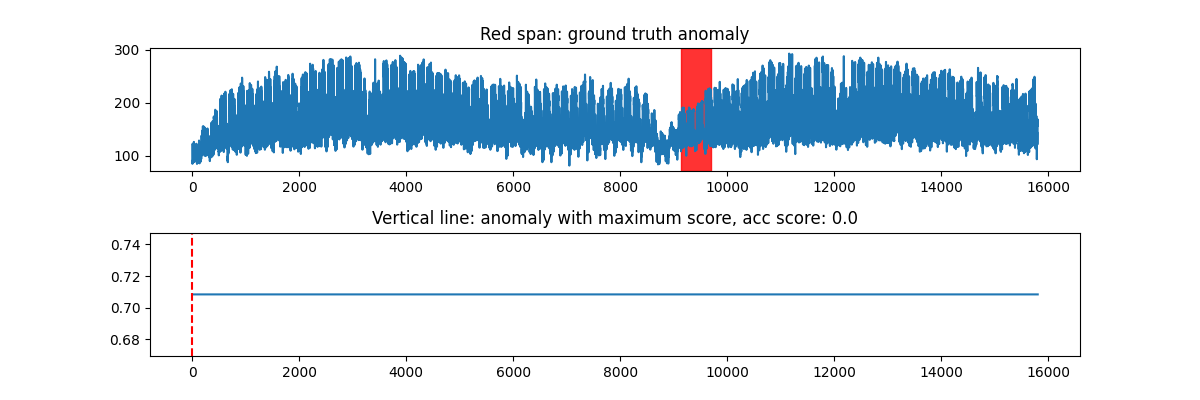 Red span: ground truth anomaly
300
200
100
0 2000 4000 6000 8000 10000 12000 14000 16000
Vertical line: anomaly with maximum score, acc score: 0.0
0.74
0.72
0.70
0.68
0 2000 4000 6000 8000 10000 12000 14000 16000